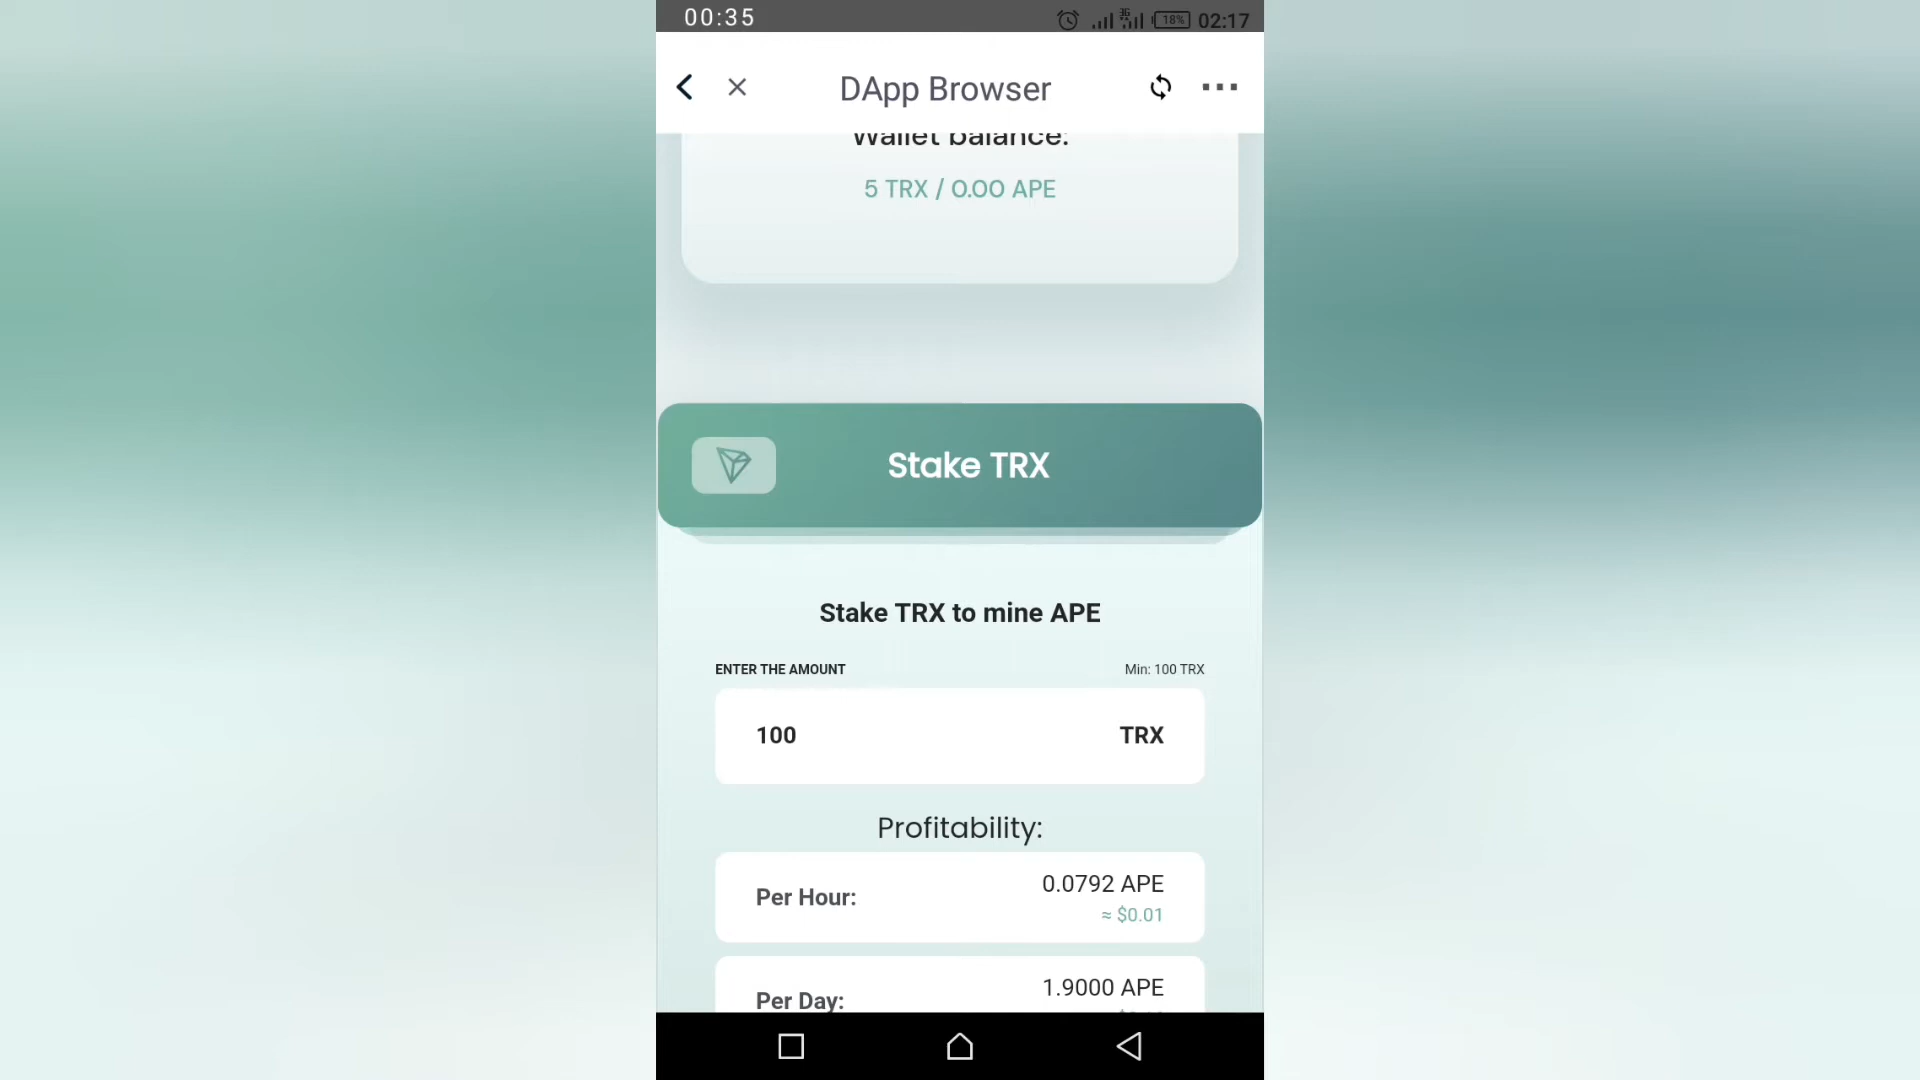 00:35
18% 02:17
DApp Browser
Wallet balance:
5 TRX / 0.00 APE
Stake TRX
Stake TRX to mine APE
ENTER THE AMOUNT Min: 100 TRX
100 TRX
Profitability:
Per Hour: 0.0792 APE
≈ $0.01
Per Day: 1.9000 APE